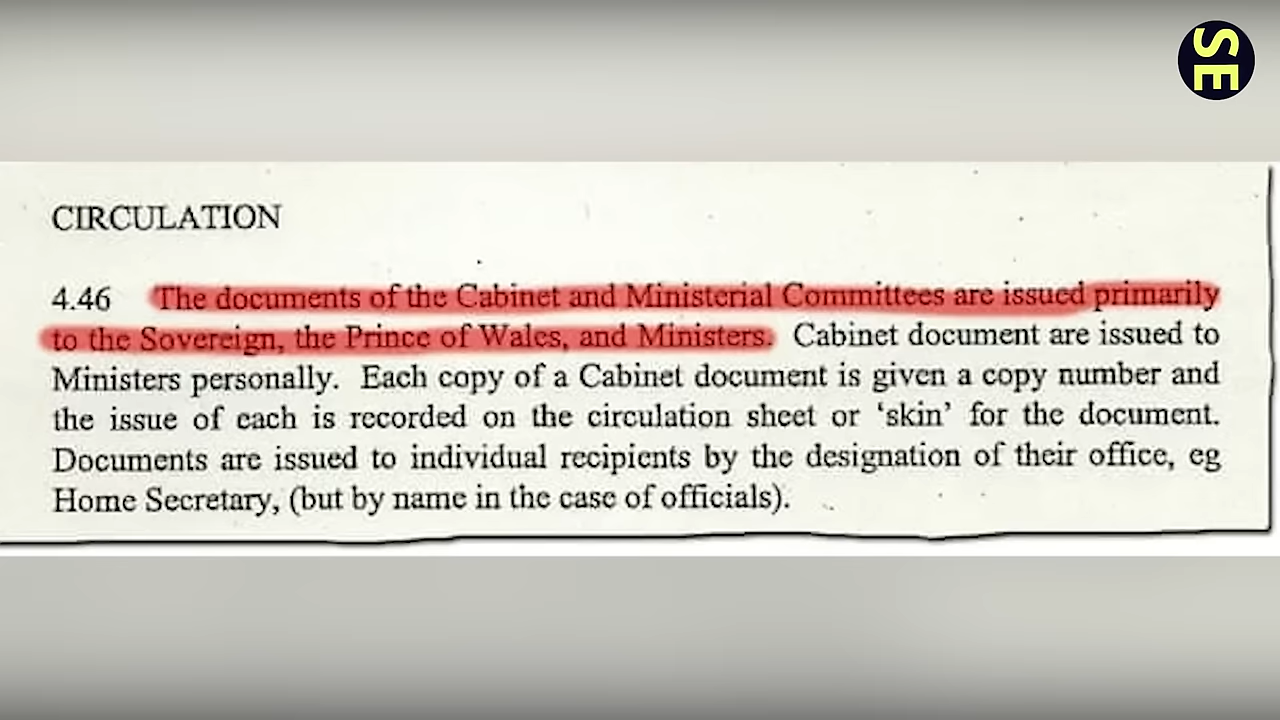 SE
CIRCULATION
4.46 The documents of the Cabinet and Ministerial Committees are issued primarily
to the Sovereign, the Prince of Wales, and Ministers. Cabinet document are issued to
Ministers personally. Each copy of a Cabinet document is given a copy number and
the issue of each is recorded on the circulation sheet or ‘skin’ for the document.
Documents are issued to individual recipients by the designation of their office, eg
Home Secretary, (but by name in the case of officials).